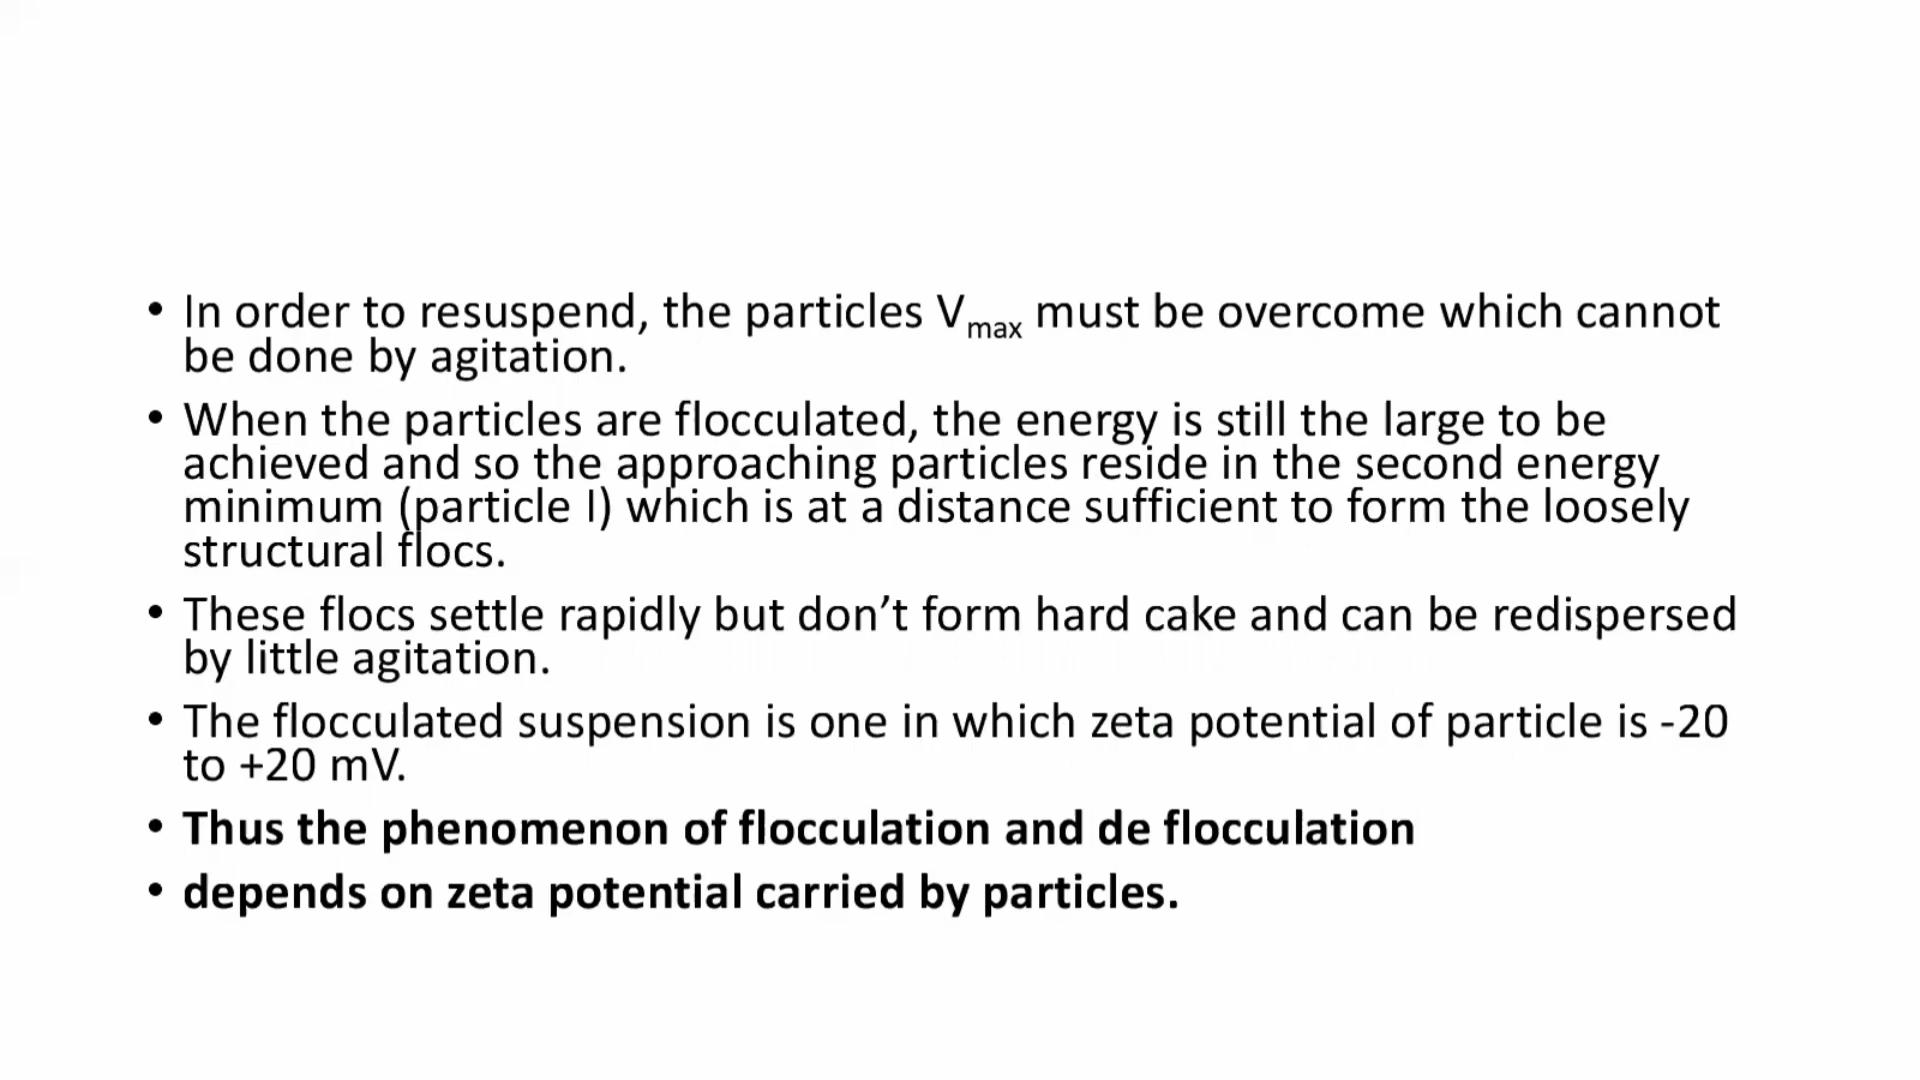 • In order to resuspend, the particles Vmax must be overcome which cannot
be done by agitation.
• When the particles are flocculated, the energy is still the large to be
achieved and so the approaching particles reside in the second energy
minimum (particle I) which is at a distance sufficient to form the loosely
structural flocs.
• These flocs settle rapidly but don’t form hard cake and can be redispersed
by little agitation.
• The flocculated suspension is one in which zeta potential of particle is -20
to +20 mV.
• Thus the phenomenon of flocculation and de flocculation
• depends on zeta potential carried by particles.